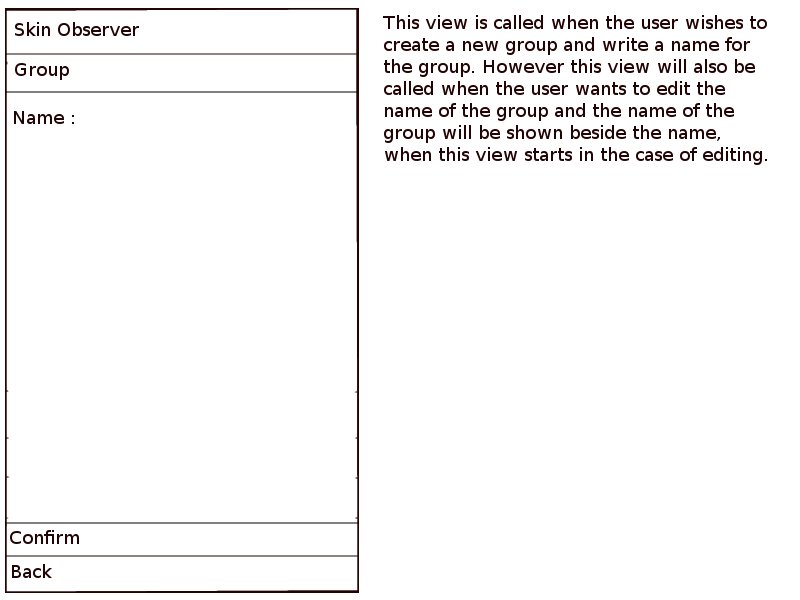 Skin Observer
Group
Name :
Confirm
Back
This view is called when the user wishes to
create a new group and write a name for
the group. However this view will also be
called when the user wants to edit the
name of the group and the name of the
group will be shown beside the name,
when this view starts in the case of editing.